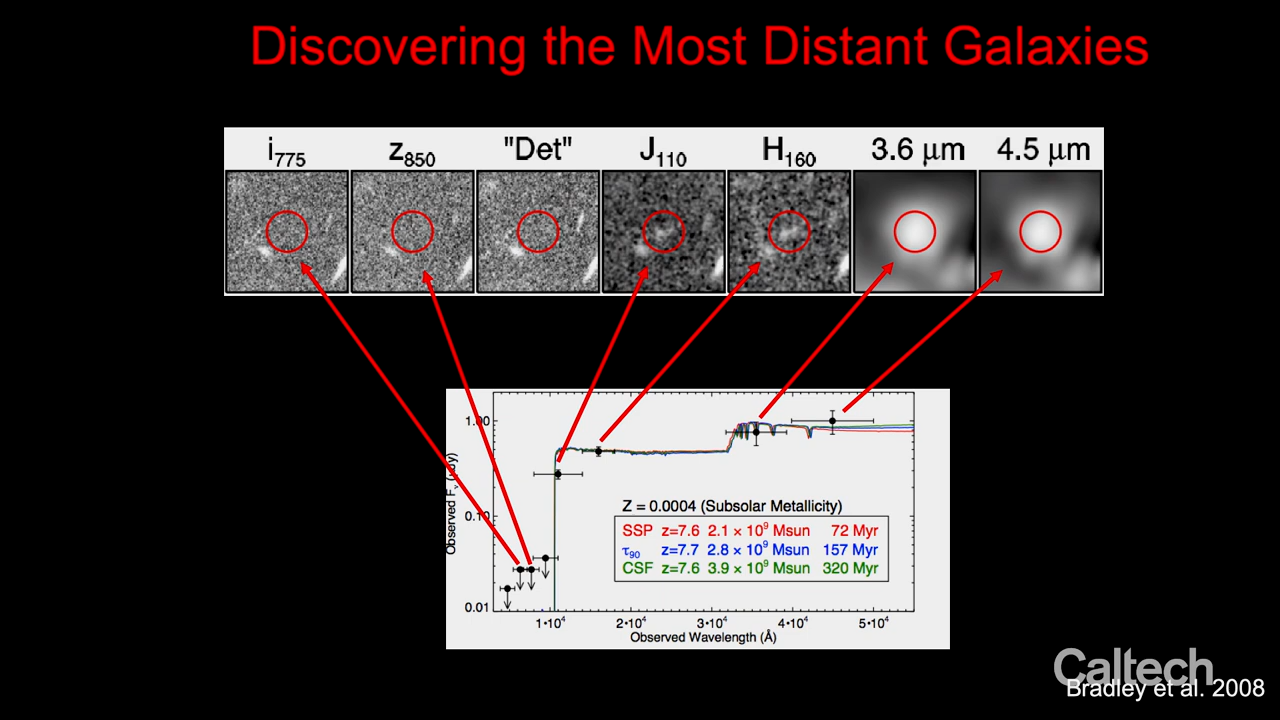 Discovering the Most Distant Galaxies
i775 z850 "Det" J110 H160 3.6 μm 4.5 μm
1.00
0.10
0.01
Observed Fν (μJy)
Z = 0.0004 (Subsolar Metallicity)
SSP z=7.6 2.1 × 10⁹ Msun 72 Myr
τ90 z=7.7 2.8 × 10⁹ Msun 157 Myr
CSF z=7.6 3.9 × 10⁹ Msun 320 Myr
1•10⁴ 2•10⁴ 3•10⁴ 4•10⁴ 5•10⁴
Observed Wavelength (Å)
Caltech
Bradley et al. 2008